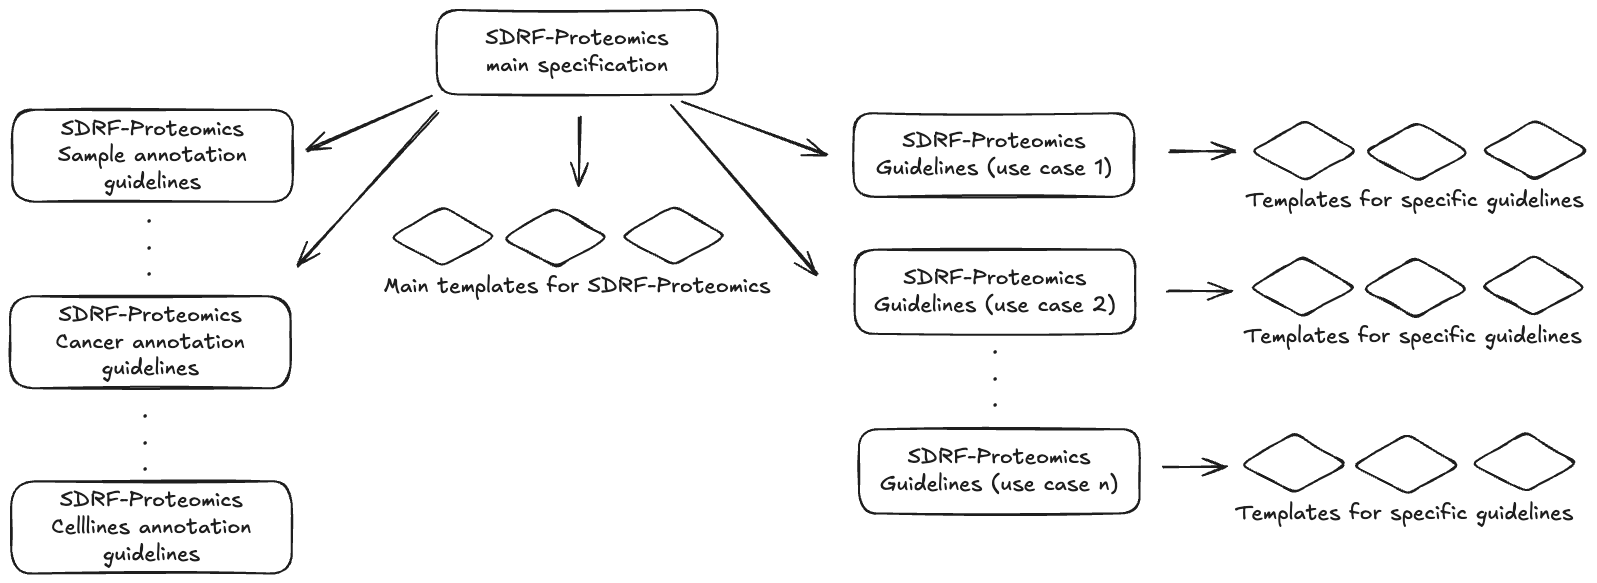 SDRF-Proteomics
main specification
SDRF-Proteomics
Sample annotation
guidelines
SDRF-Proteomics
Cancer annotation
guidelines
SDRF-Proteomics
Celllines annotation
guidelines
Main templates for SDRF-Proteomics
SDRF-Proteomics
Guidelines (use case 1)
Templates for specific guidelines
SDRF-Proteomics
Guidelines (use case 2)
Templates for specific guidelines
SDRF-Proteomics
Guidelines (use case n)
Templates for specific guidelines